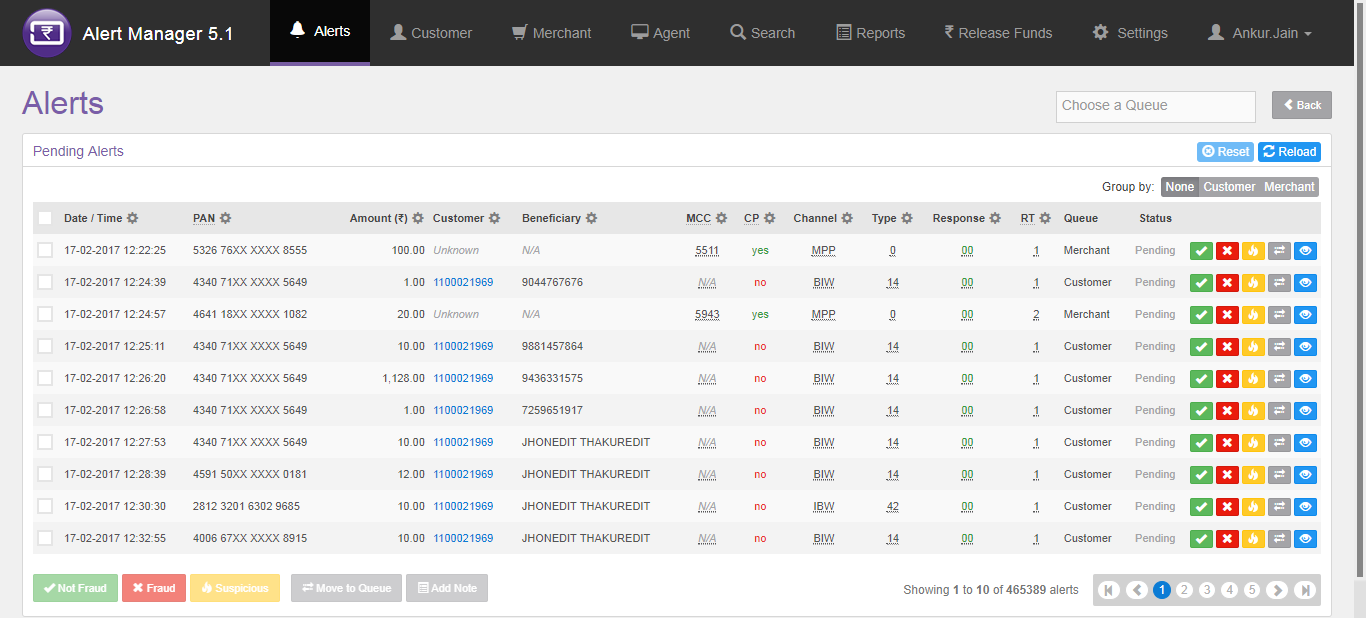 Alert Manager 5.1 Alerts Customer Merchant Agent Search Reports ₹ Release Funds Settings Ankur.Jain
Alerts Choose a Queue Back
Pending Alerts Reset Reload
Group by: None Customer Merchant
Date / Time PAN Amount (₹) Customer Beneficiary MCC CP Channel Type Response RT Queue Status
17-02-2017 12:22:25 5326 76XX XXXX 8555 100.00 Unknown N/A 5511 yes MPP 0 00 1 Merchant Pending
17-02-2017 12:24:39 4340 71XX XXXX 5649 1.00 1100021969 9044767676 N/A no BIW 14 00 1 Customer Pending
17-02-2017 12:24:57 4641 18XX XXXX 1082 20.00 Unknown N/A 5943 yes MPP 0 00 2 Merchant Pending
17-02-2017 12:25:11 4340 71XX XXXX 5649 10.00 1100021969 9881457864 N/A no BIW 14 00 1 Customer Pending
17-02-2017 12:26:20 4340 71XX XXXX 5649 1,128.00 1100021969 9436331575 N/A no BIW 14 00 1 Customer Pending
17-02-2017 12:26:58 4340 71XX XXXX 5649 1.00 1100021969 7259651917 N/A no BIW 14 00 1 Customer Pending
17-02-2017 12:27:53 4340 71XX XXXX 5649 10.00 1100021969 JHONEDIT THAKUREDIT N/A no BIW 14 00 1 Customer Pending
17-02-2017 12:28:39 4591 50XX XXXX 0181 12.00 1100021969 JHONEDIT THAKUREDIT N/A no BIW 14 00 1 Customer Pending
17-02-2017 12:30:30 2812 3201 6302 9685 10.00 1100021969 JHONEDIT THAKUREDIT N/A no IBW 42 00 1 Customer Pending
17-02-2017 12:32:55 4006 67XX XXXX 8915 10.00 1100021969 JHONEDIT THAKUREDIT N/A no BIW 14 00 1 Customer Pending
Not Fraud Fraud Suspicious Move to Queue Add Note Showing 1 to 10 of 465389 alerts 1 2 3 4 5